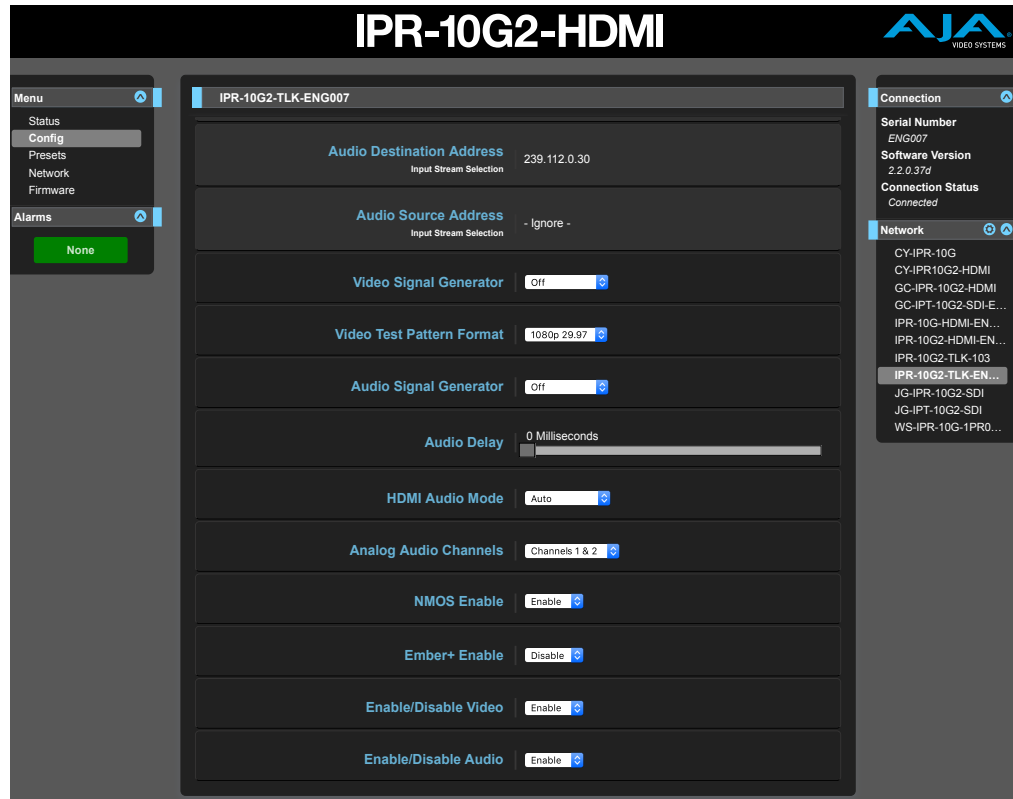 IPR-10G2-HDMI
AJA
VIDEO SYSTEMS
Menu
Status
Config
Presets
Network
Firmware
Alarms
None
IPR-10G2-TLK-ENG007
Audio Destination Address
Input Stream Selection
239.112.0.30
Audio Source Address
Input Stream Selection
- Ignore -
Video Signal Generator
Off
Video Test Pattern Format
1080p 29.97
Audio Signal Generator
Off
Audio Delay
0 Milliseconds
HDMI Audio Mode
Auto
Analog Audio Channels
Channels 1 & 2
NMOS Enable
Enable
Ember+ Enable
Disable
Enable/Disable Video
Enable
Enable/Disable Audio
Enable
Connection
Serial Number
ENG007
Software Version
2.2.0.37d
Connection Status
Connected
Network
CY-IPR-10G
CY-IPR10G2-HDMI
GC-IPR-10G2-HDMI
GC-IPT-10G2-SDI-E...
IPR-10G-HDMI-EN...
IPR-10G2-HDMI-EN...
IPR-10G2-TLK-103
IPR-10G2-TLK-EN...
JG-IPR-10G2-SDI
JG-IPT-10G2-SDI
WS-IPR-10G-1PR0...